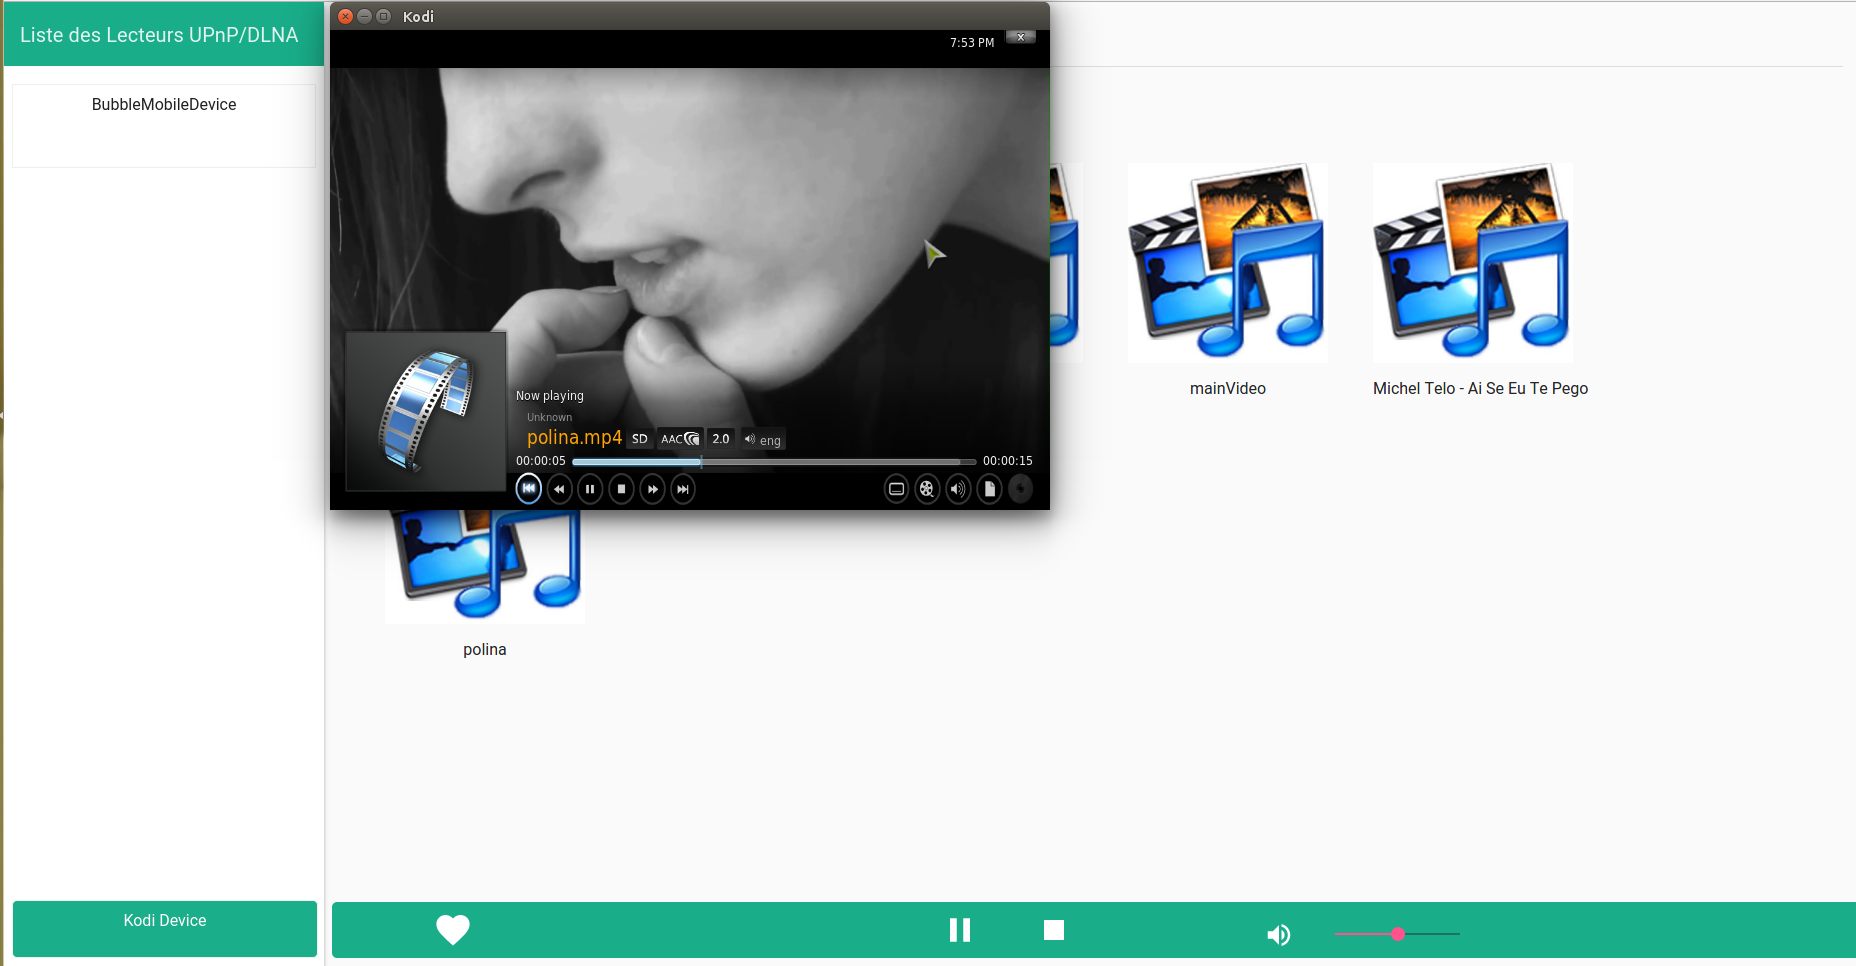 Liste des Lecteurs UPnP/DLNA
BubbleMobileDevice
Kodi
7:53 PM
x
Now playing
Unknown
polina.mp4 SD AAC 2.0 eng
00:00:05 00:00:15
mainVideo
Michel Telo - Ai Se Eu Te Pego
polina
Kodi Device